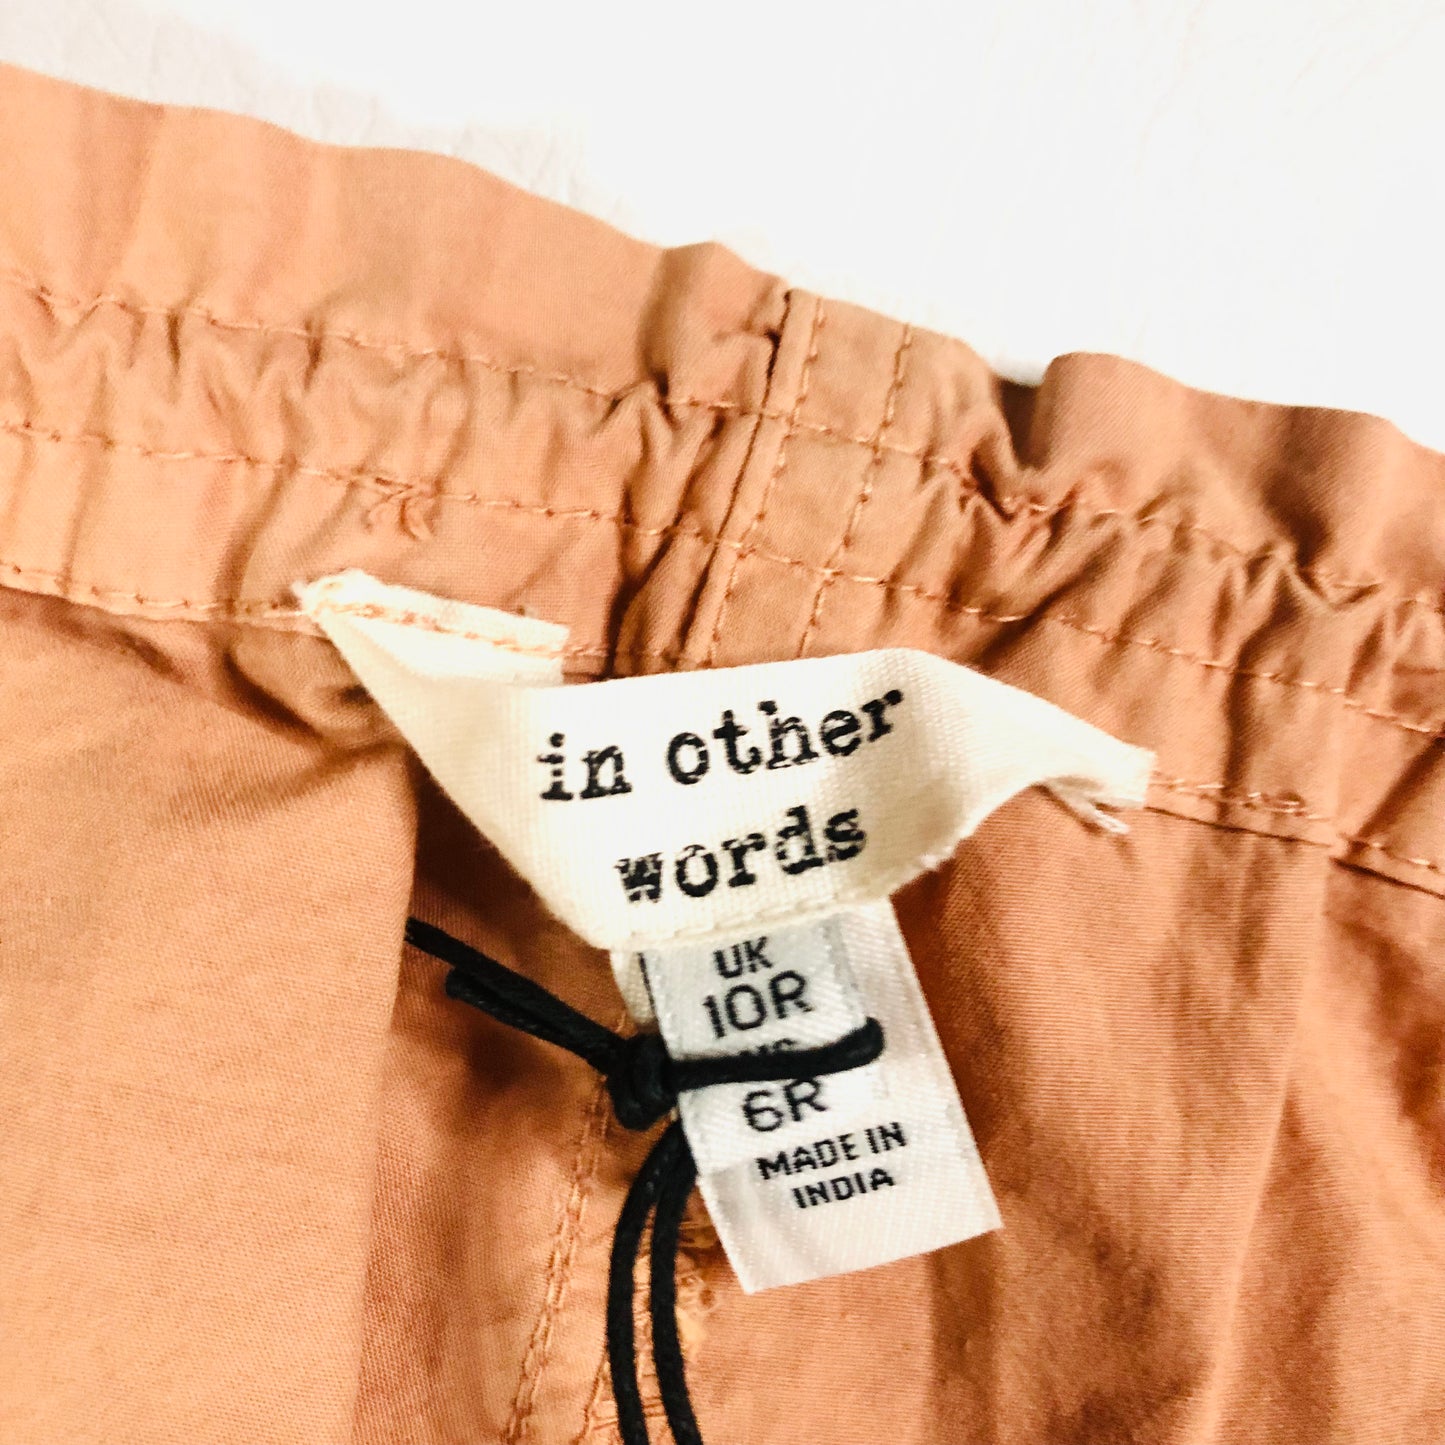 in other
words
UK
10R
6R
MADE IN
INDIA